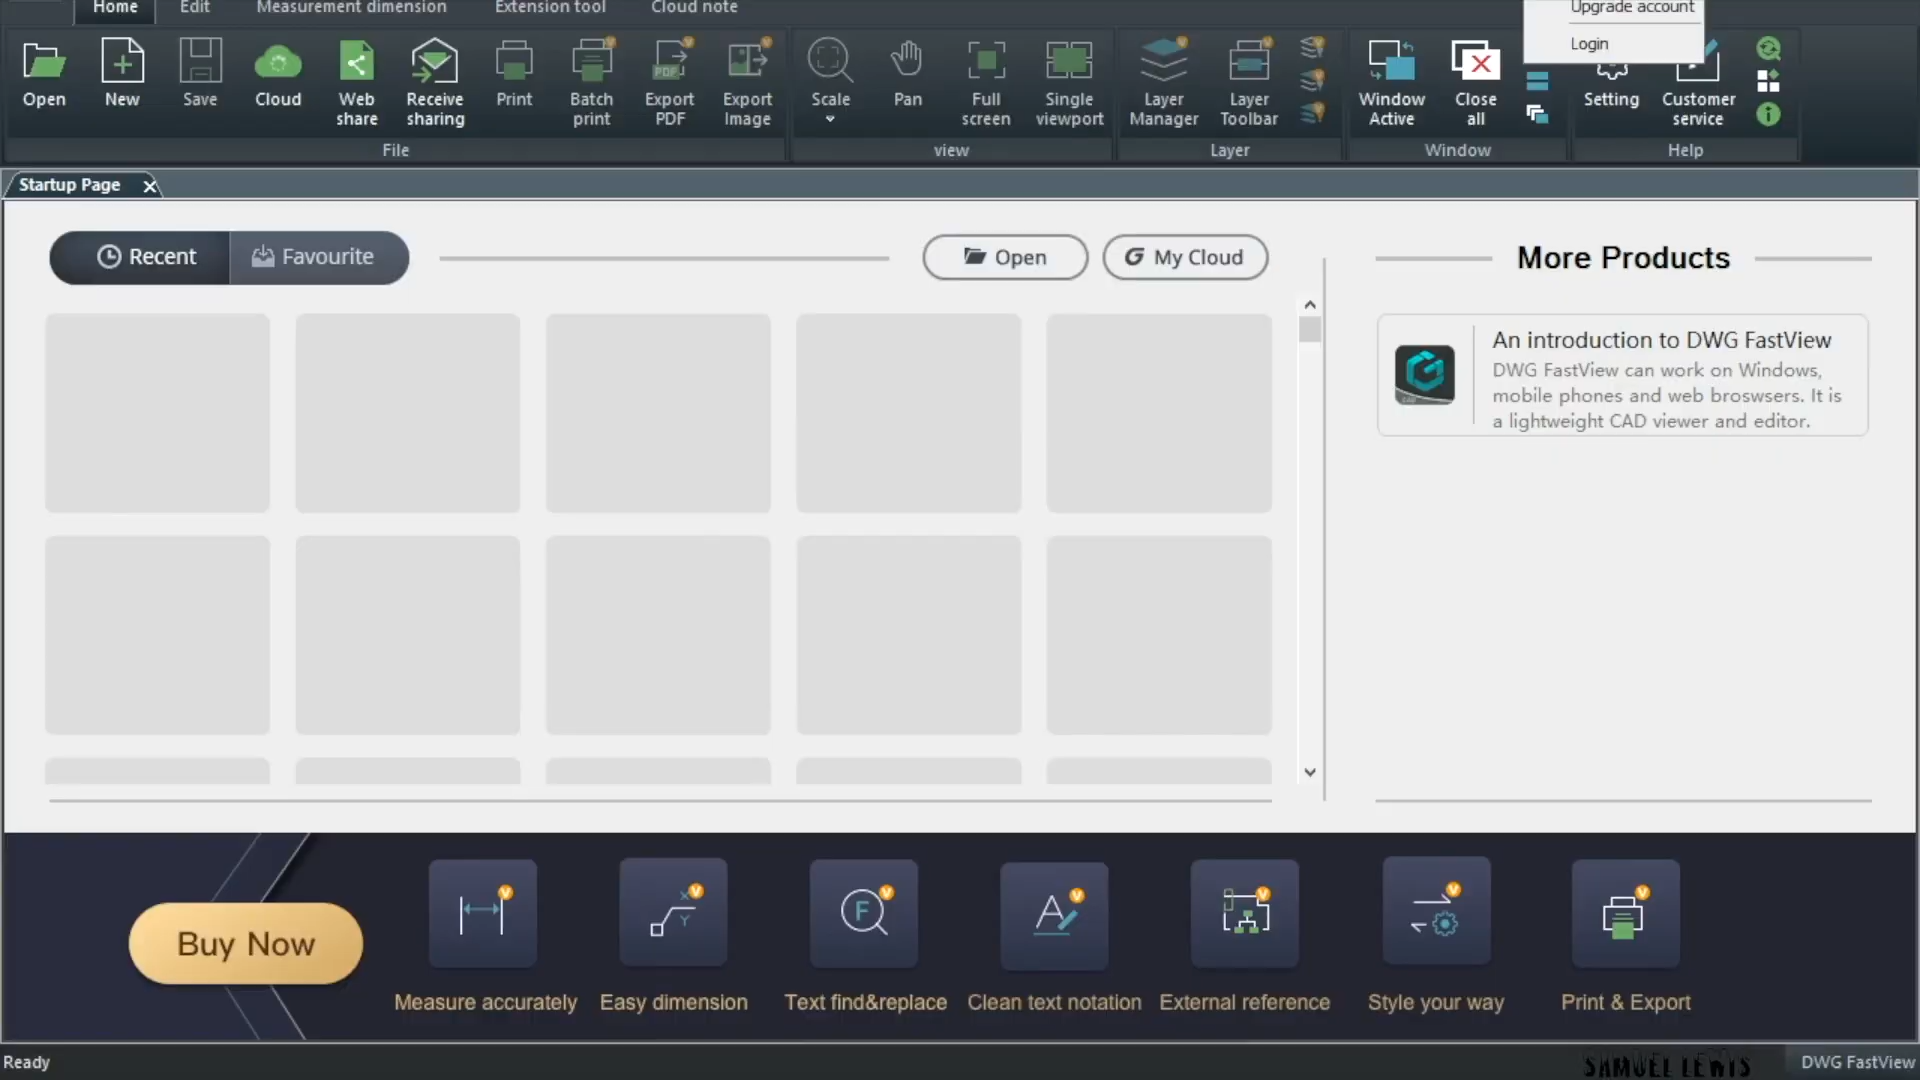 Home Edit Measurement dimension Extension tool Cloud note
Upgrade account
Login
Open New Save Cloud Web share Receive sharing Print Batch print Export PDF Export Image
Scale Pan Full screen Single viewport
Layer Manager Layer Toolbar
Window Active Close all
Setting Customer service
File view Layer Window Help
Startup Page
Recent Favourite
Open My Cloud
More Products
An introduction to DWG FastView
DWG FastView can work on Windows,
mobile phones and web broswsers. It is
a lightweight CAD viewer and editor.
Buy Now
Measure accurately Easy dimension Text find&replace Clean text notation External reference Style your way Print & Export
Ready
SAMUEL LEWIS
DWG FastView